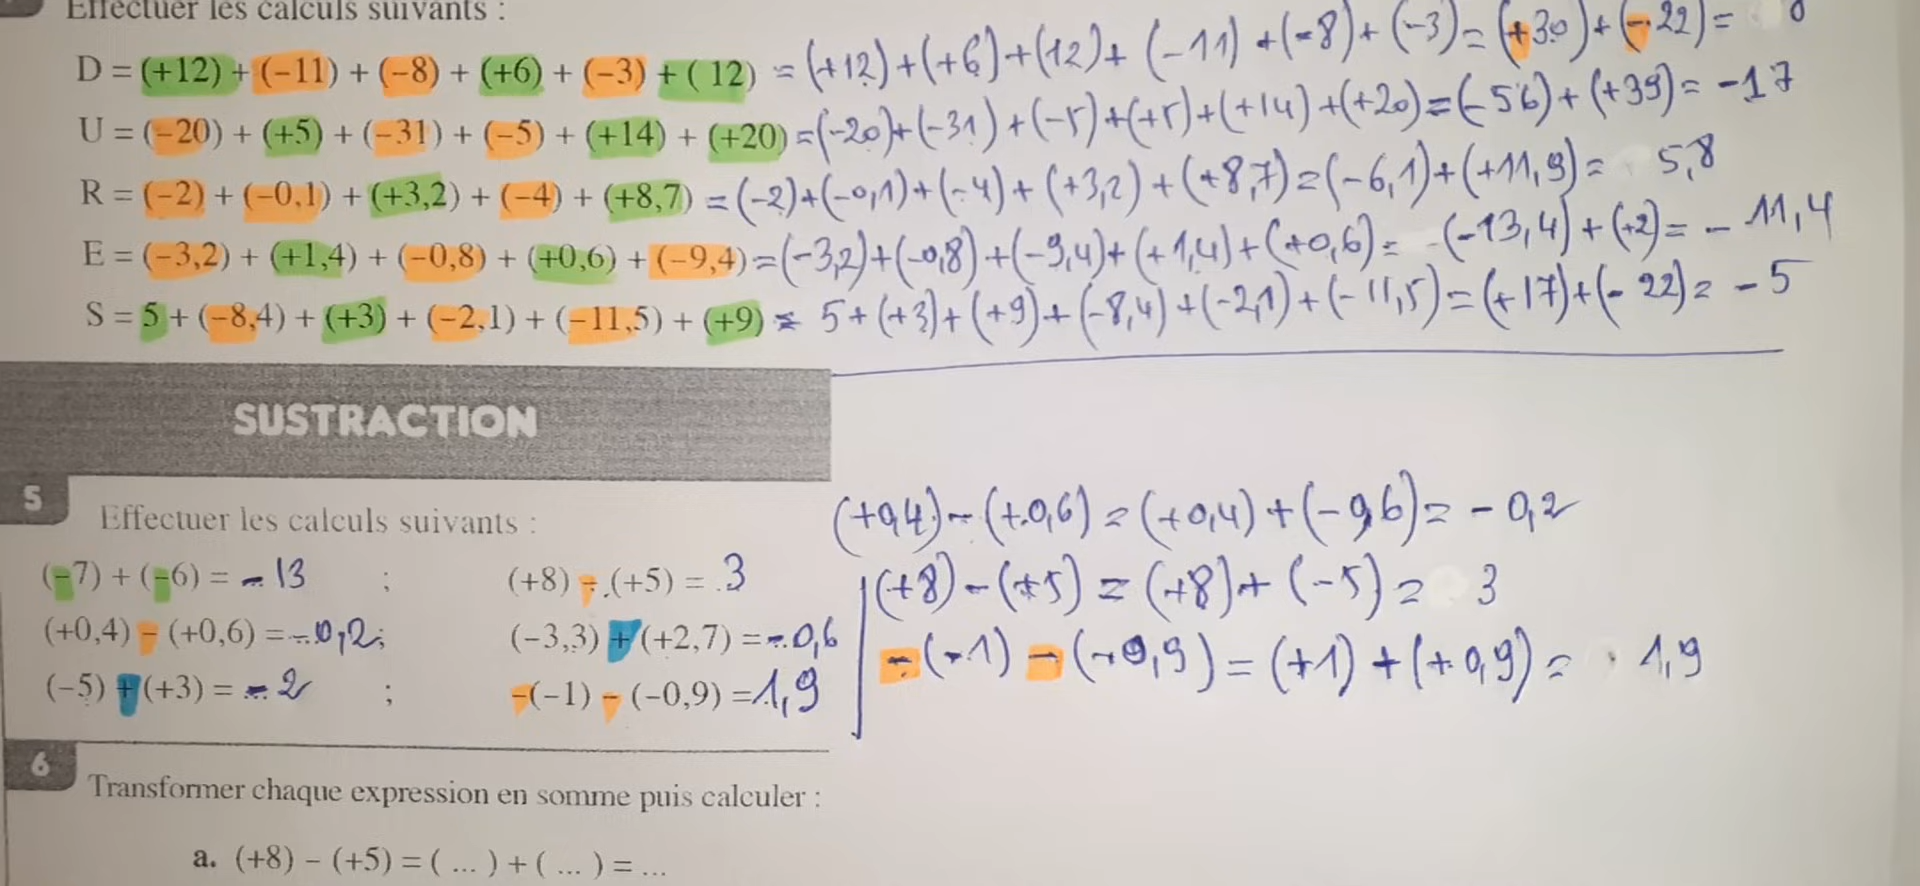 Effectuer les calculs suivants :
D = (+12) + (−11) + (−8) + (+6) + (−3) + ( 12) = (+12) + (+6) + (12) + (−11) + (−8) + (−3) = (+30) + (−22) = 8
U = (−20) + (+5) + (−31) + (−5) + (+14) + (+20) = (−20) + (−31) + (−5) + (+5) + (+14) + (+20) = (−56) + (+39) = −17
R = (−2) + (−0,1) + (+3,2) + (−4) + (+8,7) = (−2) + (−0,1) + (−4) + (+3,2) + (+8,7) = (−6,1) + (+11,9) = 5,8
E = (−3,2) + (+1,4) + (−0,8) + (+0,6) + (−9,4) = (−3,2) + (−0,8) + (−9,4) + (+1,4) + (+0,6) = (−13,4) + (+2) = − 11,4
S = 5 + (−8,4) + (+3) + (−2,1) + (−11,5) + (+9) = 5 + (+3) + (+9) + (−8,4) + (−2,1) + (−11,5) = (+17) + (−22) = −5
SUSTRACTION
5 Effectuer les calculs suivants :
(+0,4) − (+0,6) = (+0,4) + (−0,6) = −0,2
(−7) + (−6) = −13 ; (+8) − (+5) = 3
(+8) − (+5) = (+8) + (−5) = 3
(+0,4) − (+0,6) = −0,2; (−3,3) + (+2,7) = −0,6
−(−1) − (−0,9) = (+1) + (+0,9) = 1,9
(−5) + (+3) = −2 ; −(−1) − (−0,9) = 1,9
6 Transformer chaque expression en somme puis calculer :
a. (+8) − (+5) = ( ... ) + ( ... ) = ...